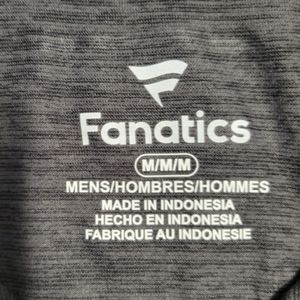 Fanatics
M/M/M
MENS/HOMBRES/HOMMES
MADE IN INDONESIA
HECHO EN INDONESIA
FABRIQUE AU INDONESIE